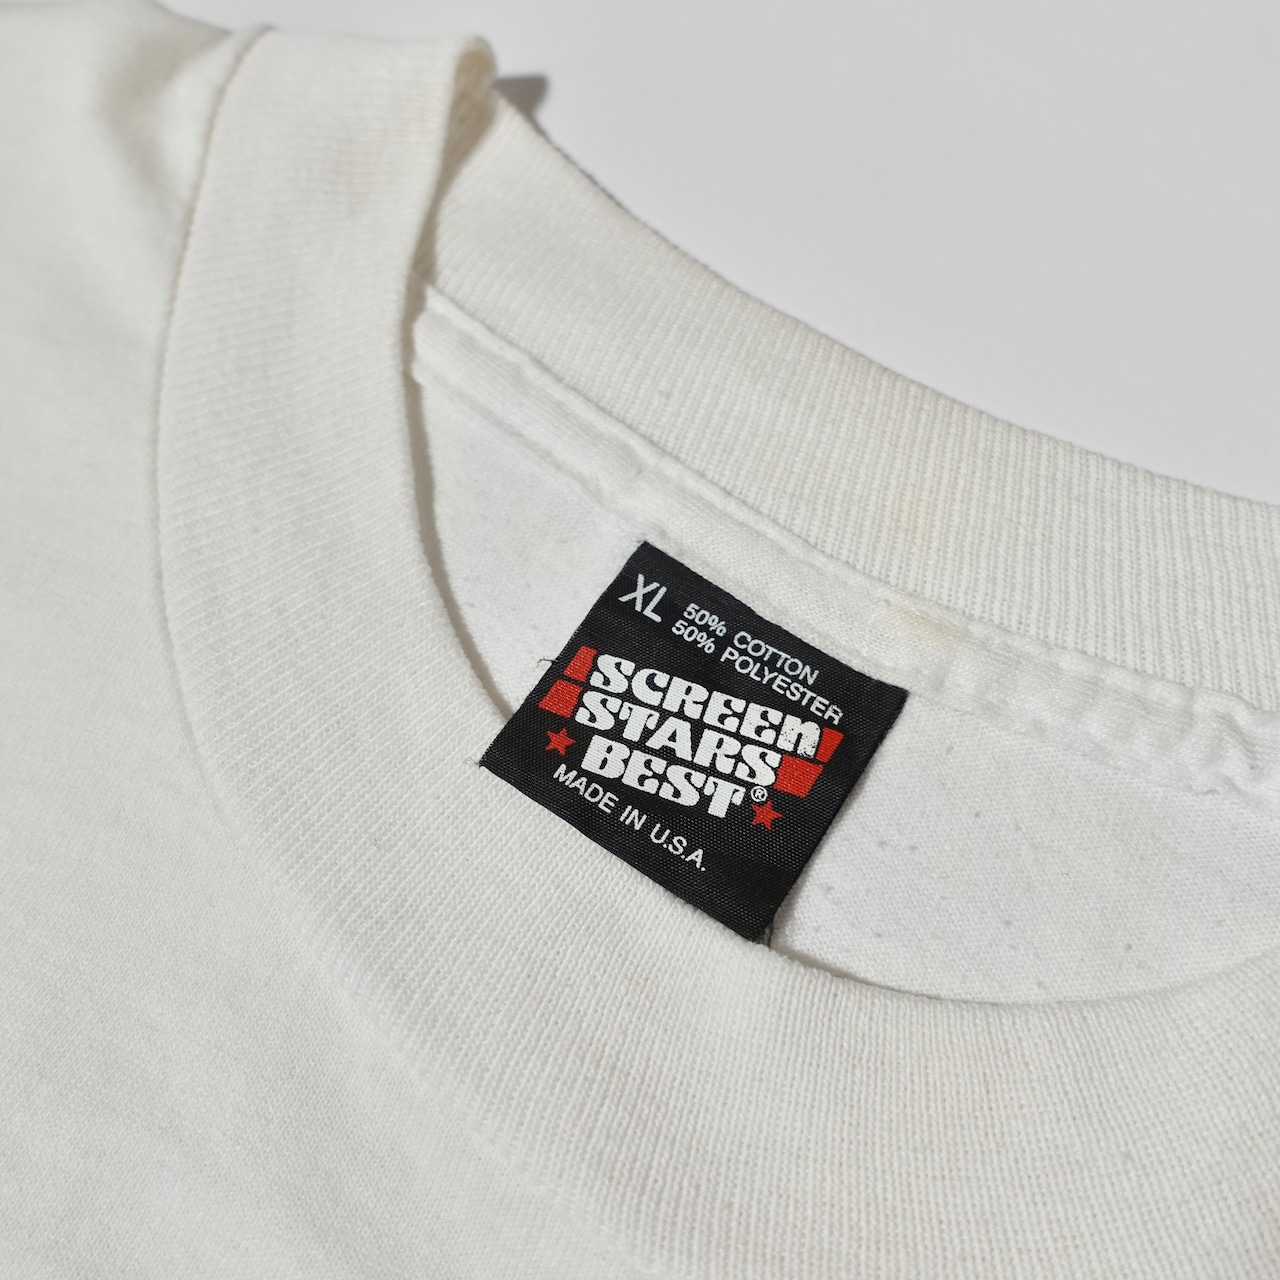 XL
50% COTTON
50% POLYESTER
SCREEN
STARS
BEST®
MADE IN U.S.A.